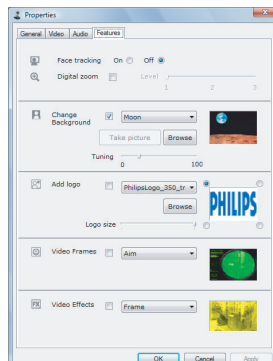 Properties
General Video Audio Features
Face tracking On Off
Digital zoom Level
1 2 3
Change Background Moon
Take picture Browse
Tuning
0 100
Add logo PhilipsLogo_350_tr
PHILIPS
Browse
Logo size
Video Frames Aim
FX Video Effects Frame
OK Cancel Apply